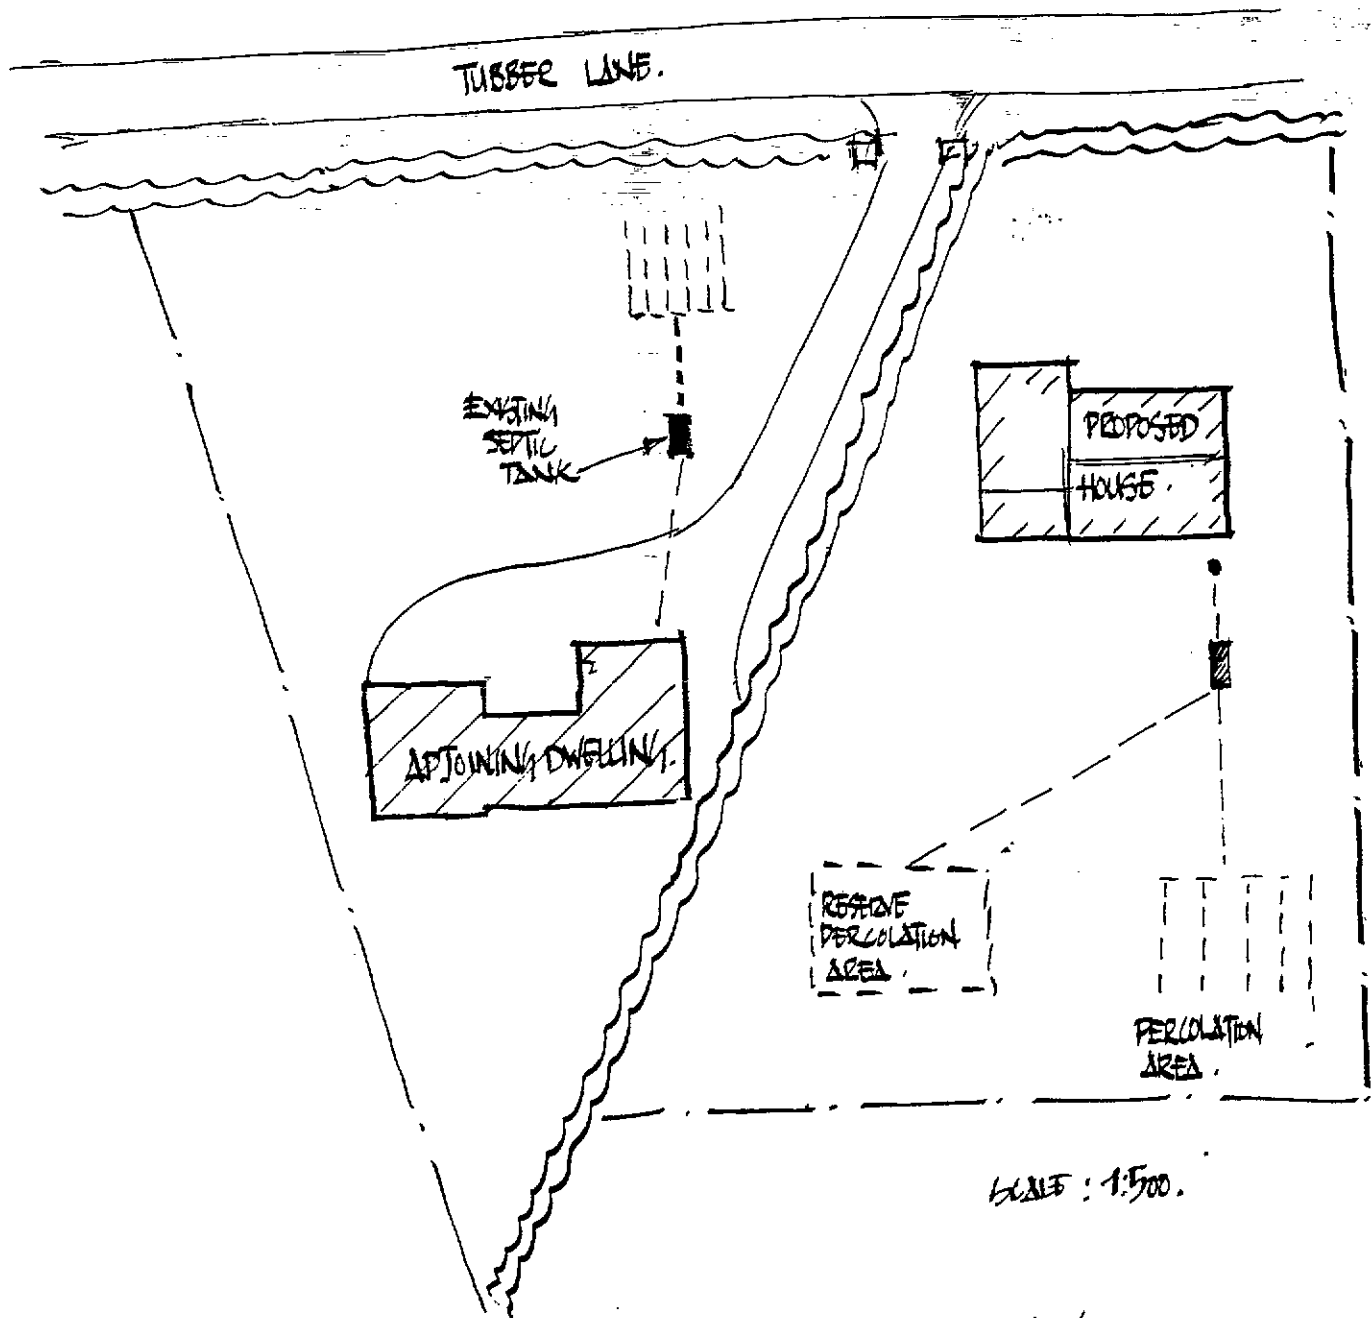 TUBBER LANE.
EXISTING
SEPTIC
TANK
PROPOSED
HOUSE.
ADJOINING DWELLING.
RESERVE
PERCOLATION
AREA.
PERCOLATION
AREA.
SCALE : 1:500.